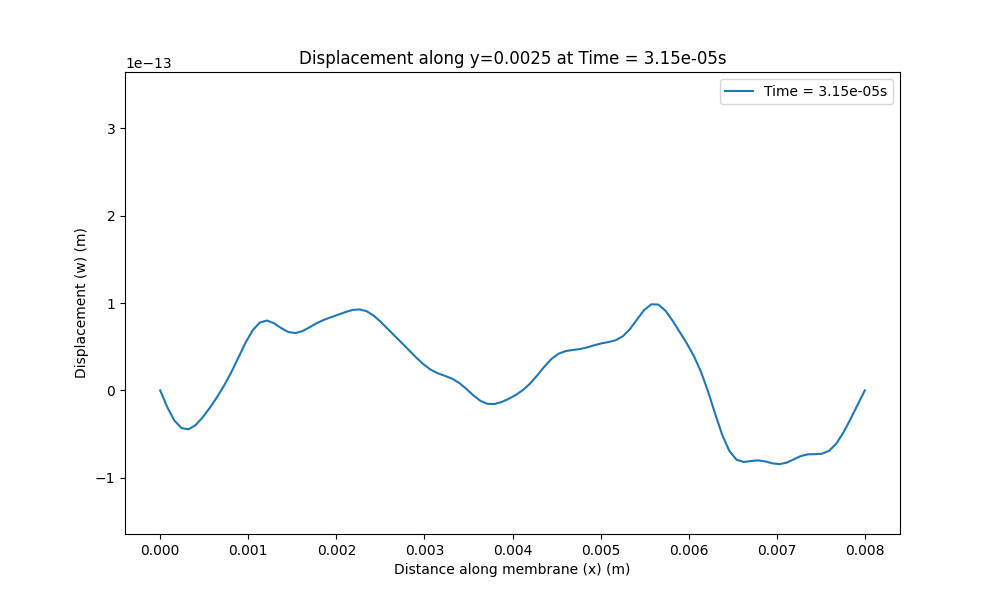 Displacement along y=0.0025 at Time = 3.15e-05s
1e−13
Time = 3.15e-05s
3
2
1
0
−1
Displacement (w) (m)
0.000 0.001 0.002 0.003 0.004 0.005 0.006 0.007 0.008
Distance along membrane (x) (m)